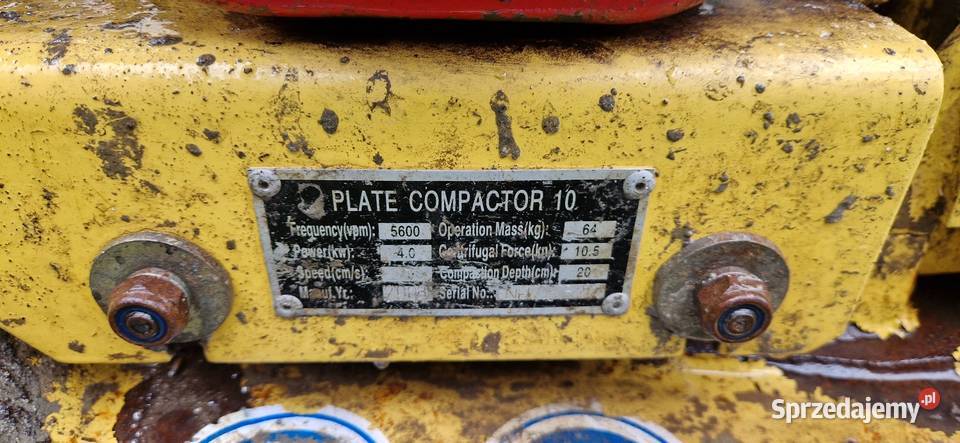 PLATE COMPACTOR 10
Frequency(vpm): 5600 Operation Mass(kg): 64
Power(kw): 4.0 Centrifugal Force(kn): 10.5
Speed(cm/s) Compaction Depth(cm): 20
Manuf.Yr.: Serial No.:
Sprzedajemy.pl